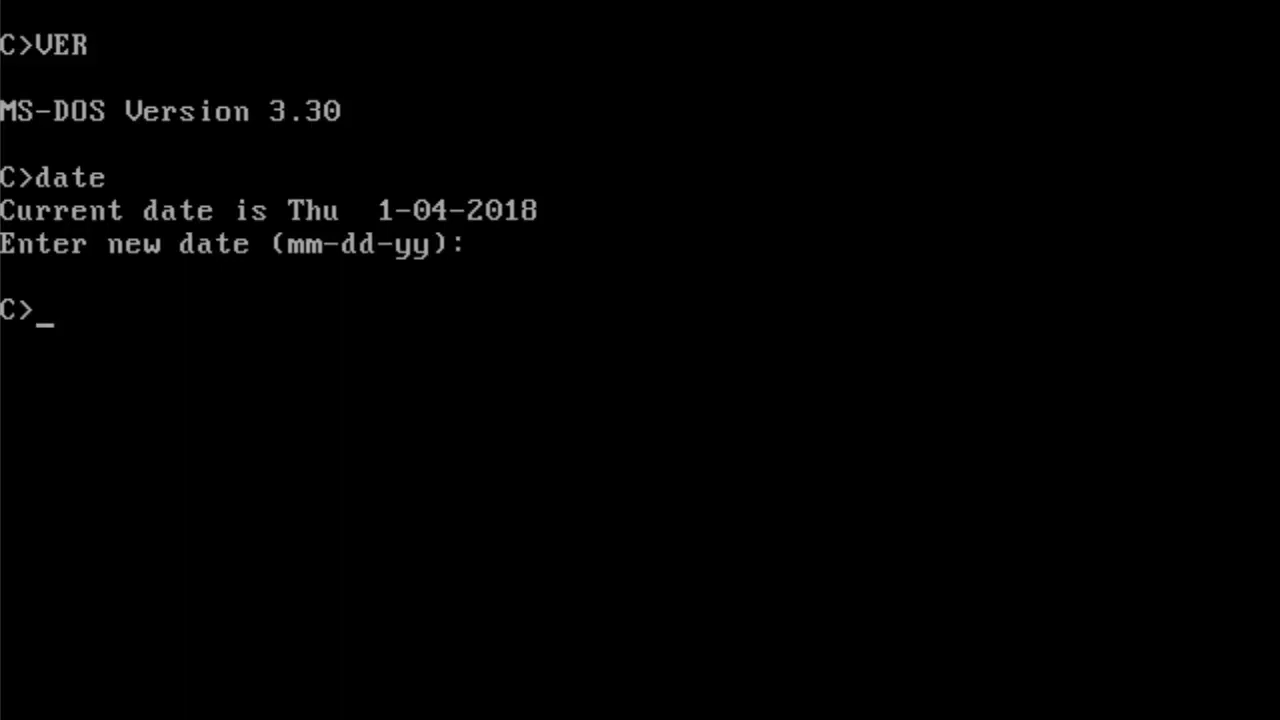 C>VER
MS-DOS Version 3.30
C>date
Current date is Thu  1-04-2018
Enter new date (mm-dd-yy):
C>_